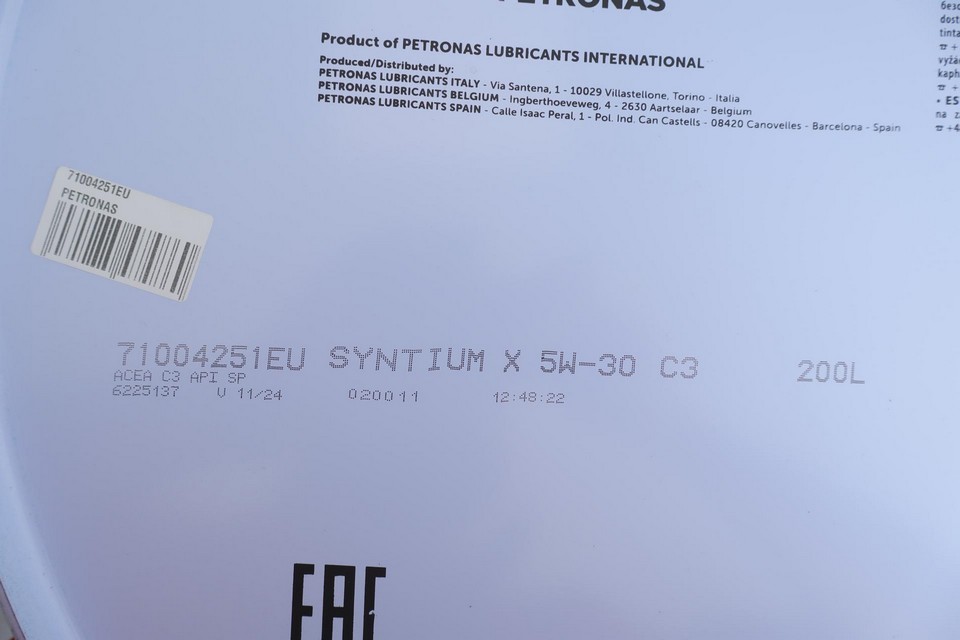 PETRONAS
Product of PETRONAS LUBRICANTS INTERNATIONAL
Produced/Distributed by:
PETRONAS LUBRICANTS ITALY - Via Santena, 1 - 10029 Villastellone, Torino - Italia
PETRONAS LUBRICANTS BELGIUM - Ingberthoeveweg, 4 - 2630 Aartselaar - Belgium
PETRONAS LUBRICANTS SPAIN - Calle Isaac Peral, 1 - Pol. Ind. Can Castells - 08420 Canovelles - Barcelona - Spain
71004251EU
PETRONAS
71004251EU SYNTIUM X 5W-30 C3 200L
ACEA C3 API SP
6225137 V 11/24 020011 12:48:22
EAC